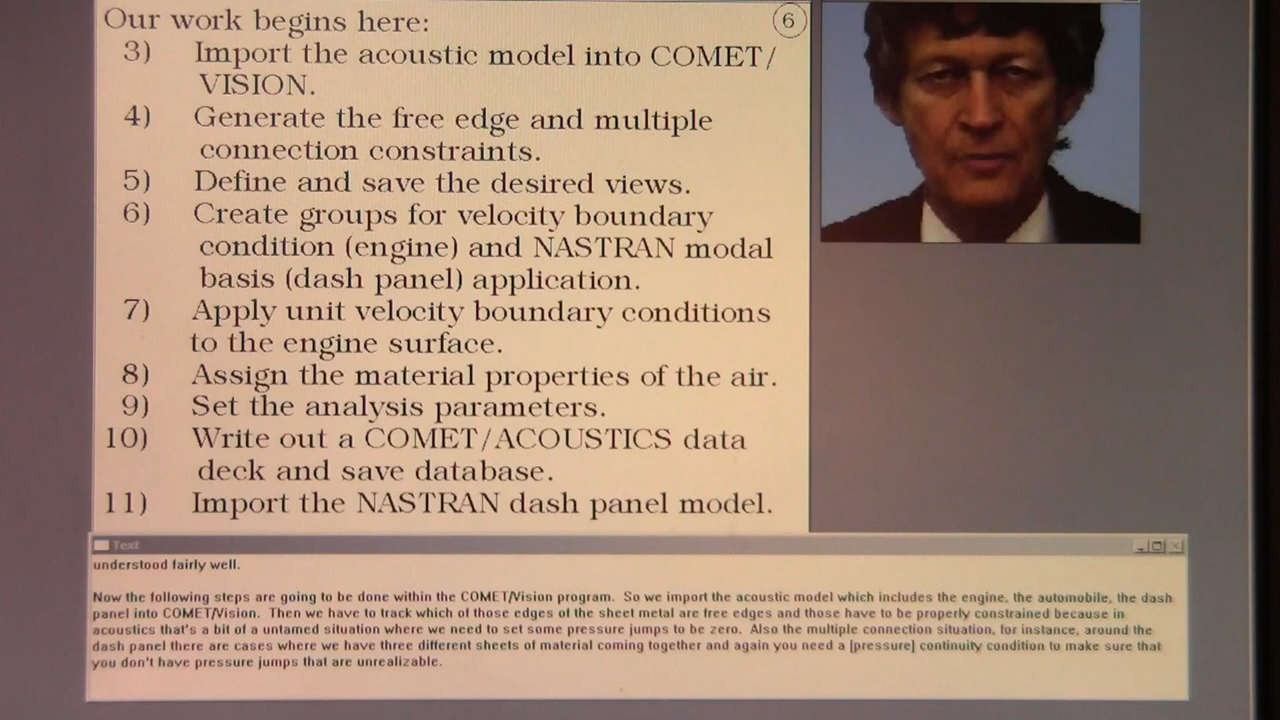 Our work begins here:
6
3) Import the acoustic model into COMET/
VISION.
4) Generate the free edge and multiple
connection constraints.
5) Define and save the desired views.
6) Create groups for velocity boundary
condition (engine) and NASTRAN modal
basis (dash panel) application.
7) Apply unit velocity boundary conditions
to the engine surface.
8) Assign the material properties of the air.
9) Set the analysis parameters.
10) Write out a COMET/ACOUSTICS data
deck and save database.
11) Import the NASTRAN dash panel model.
Text
understood fairly well.
Now the following steps are going to be done within the COMET/Vision program. So we import the acoustic model which includes the engine, the automobile, the dash
panel into COMET/Vision. Then we have to track which of those edges of the sheet metal are free edges and those have to be properly constrained because in
acoustics that's a bit of a untamed situation where we need to set some pressure jumps to be zero. Also the multiple connection situation, for instance, around the
dash panel there are cases where we have three different sheets of material coming together and again you need a [pressure] continuity condition to make sure that
you don't have pressure jumps that are unrealizable.